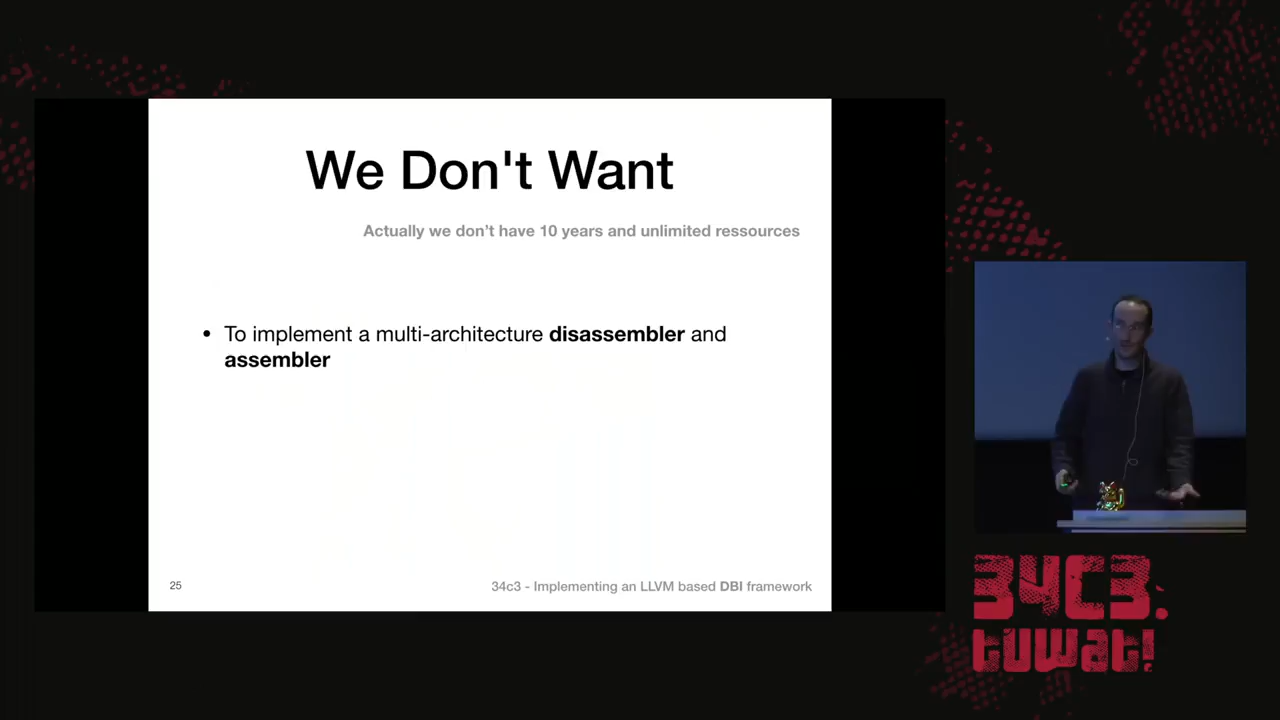 We Don't Want
Actually we don't have 10 years and unlimited ressources
• To implement a multi-architecture disassembler and
assembler
25
34c3 - Implementing an LLVM based DBI framework
34C3.
tuwat!